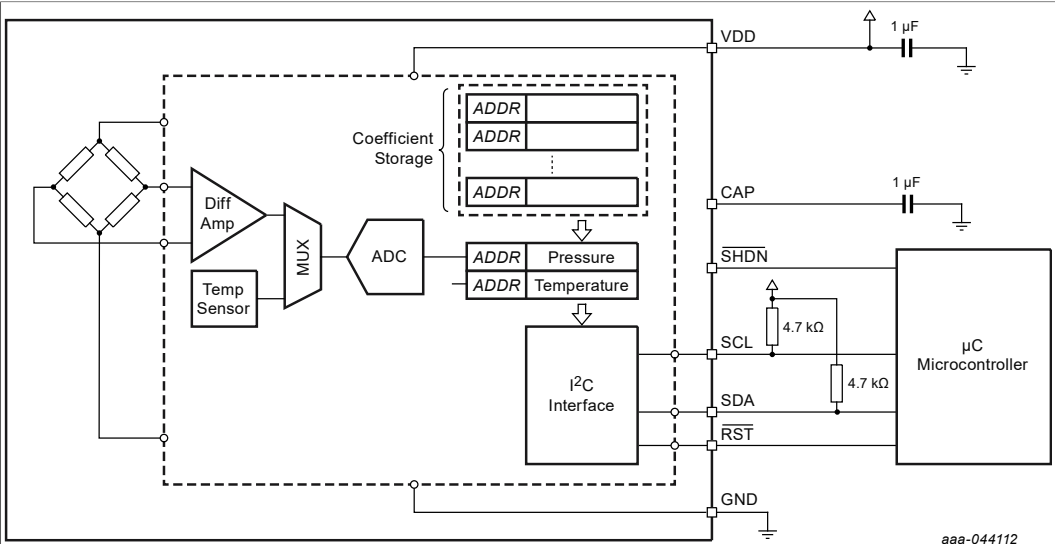 VDD
1 µF
ADDR
ADDR
Coefficient
Storage
ADDR
CAP
1 µF
Diff
Amp
MUX
ADC
ADDR Pressure
ADDR Temperature
SHDN
Temp
Sensor
4.7 kΩ
SCL
µC
Microcontroller
I²C
Interface
4.7 kΩ
SDA
RST
GND
aaa-044112